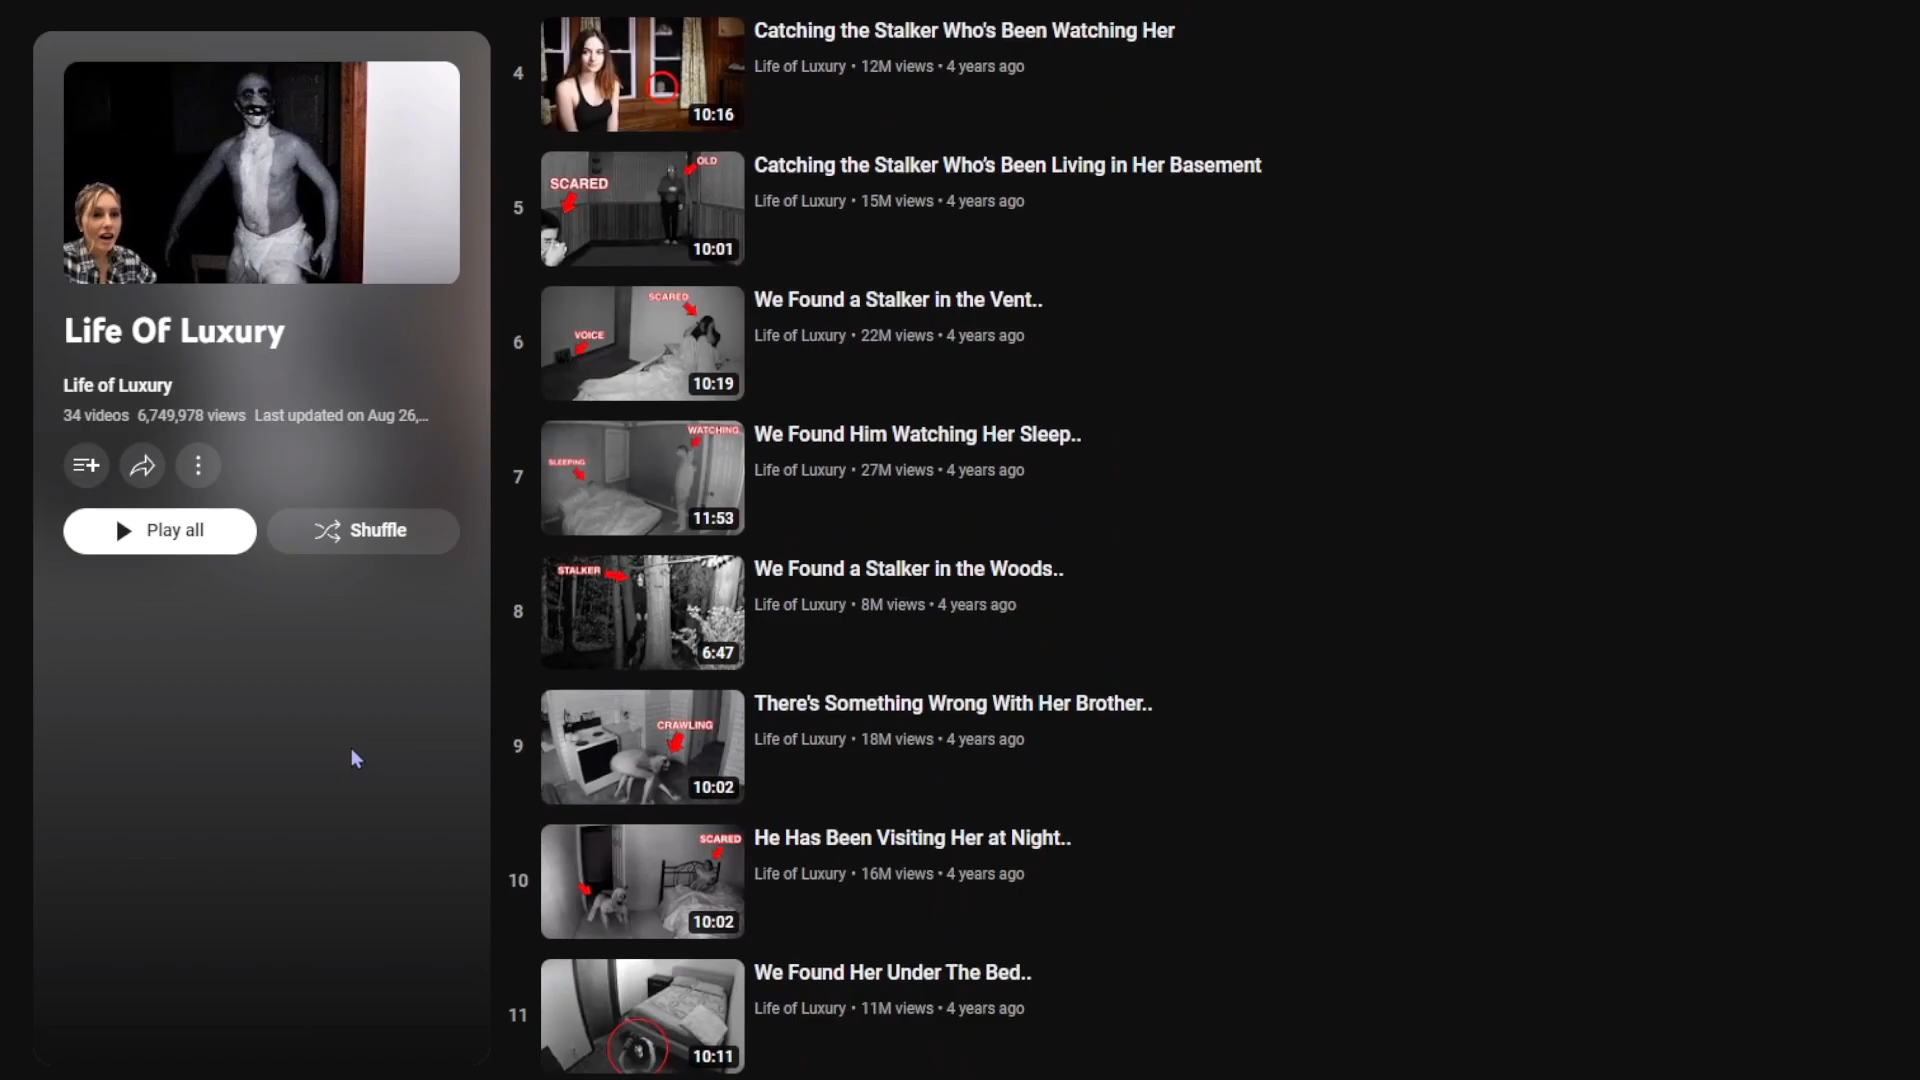 Life Of Luxury
Life of Luxury
34 videos 6,749,978 views Last updated on Aug 26,...
Play all
Shuffle
4
10:16
Catching the Stalker Who's Been Watching Her
Life of Luxury • 12M views • 4 years ago
5
OLD
SCARED
10:01
Catching the Stalker Who's Been Living in Her Basement
Life of Luxury • 15M views • 4 years ago
6
SCARED
VOICE
10:19
We Found a Stalker in the Vent..
Life of Luxury • 22M views • 4 years ago
7
WATCHING
SLEEPING
11:53
We Found Him Watching Her Sleep..
Life of Luxury • 27M views • 4 years ago
8
STALKER
6:47
We Found a Stalker in the Woods..
Life of Luxury • 8M views • 4 years ago
9
CRAWLING
10:02
There's Something Wrong With Her Brother..
Life of Luxury • 18M views • 4 years ago
10
SCARED
10:02
He Has Been Visiting Her at Night..
Life of Luxury • 16M views • 4 years ago
11
10:11
We Found Her Under The Bed..
Life of Luxury • 11M views • 4 years ago